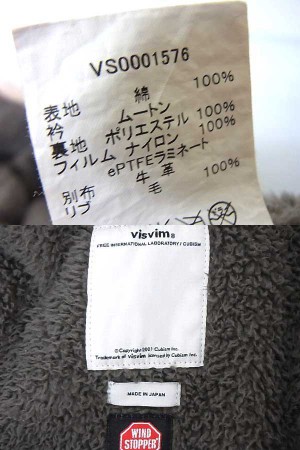 VS0001576
表地 綿 100%
衿 ムートン
裏地 ポリエステル 100%
フィルム ナイロン 100%
ePTFEラミネート
別布 牛革 100%
リブ 毛
visvim®
FREE INTERNATIONAL LABORATORY / CUBISM
© Copyright 2001 Cubism Inc.
Trademark of Visvim licensed by Cubism Inc.
MADE IN JAPAN
WIND
STOPPER®